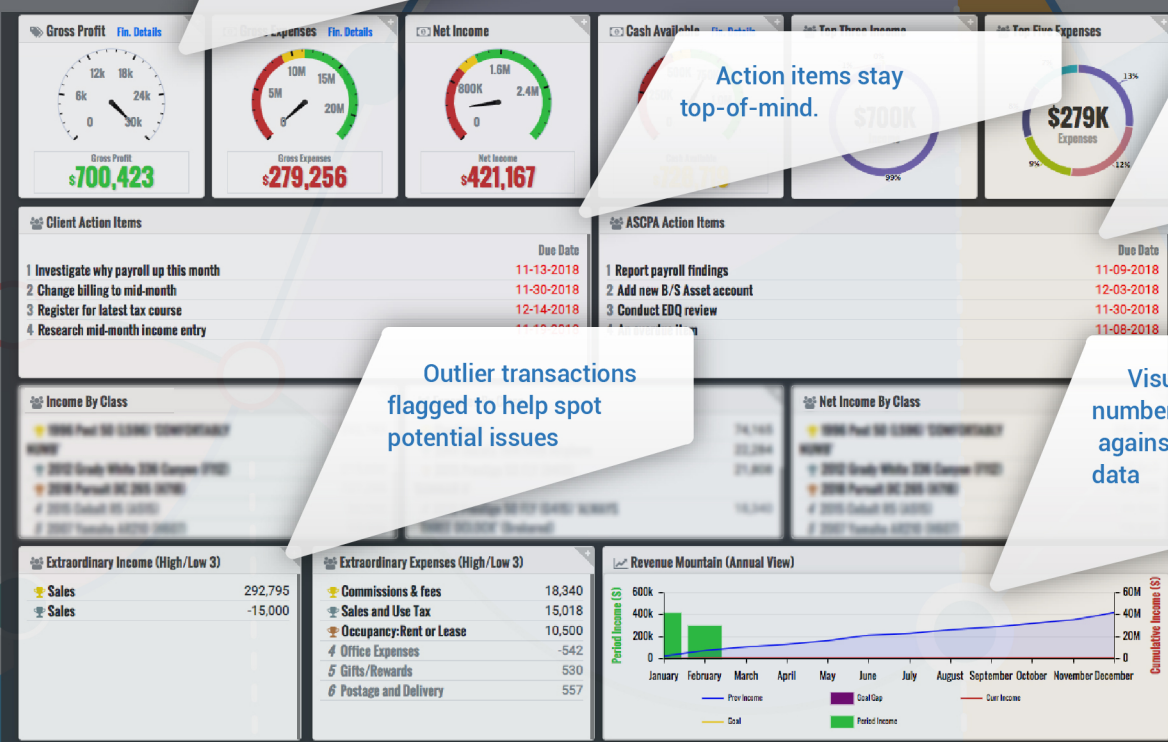 Gross Profit Fin. Details
12k 18k
6k 24k
0 30k
Gross Profit
$700,423
Expenses Fin. Details
10M 15M
5M 20M
0
Gross Expenses
$279,256
Net Income
1.6M
800K 2.4M
0
Net Income
$421,167
Cash Available
Top Three Income
$700K
99%
Top Five Expenses
13%
$279K
Expenses
9% 12%
Action items stay
top-of-mind.
Client Action Items
Due Date
1 Investigate why payroll up this month 11-13-2018
2 Change billing to mid-month 11-30-2018
3 Register for latest tax course 12-14-2018
4 Research mid-month income entry
ASCPA Action Items
Due Date
1 Report payroll findings 11-09-2018
2 Add new B/S Asset account 12-03-2018
3 Conduct EDQ review 11-30-2018
11-08-2018
Outlier transactions
flagged to help spot
potential issues
Visu
number
agains
data
Income By Class
Net Income By Class
Extraordinary Income (High/Low 3)
Sales 292,795
Sales -15,000
Extraordinary Expenses (High/Low 3)
Commissions & fees 18,340
Sales and Use Tax 15,018
Occupancy:Rent or Lease 10,500
4 Office Expenses -542
5 Gifts/Rewards 530
6 Postage and Delivery 557
Revenue Mountain (Annual View)
Period Income ($)
600k
400k
200k
0
60M
40M
20M
0
Cumulative Income ($)
January February March April May June July August September October November December
Prev Income Goal Gap Curr Income
Goal Period Income